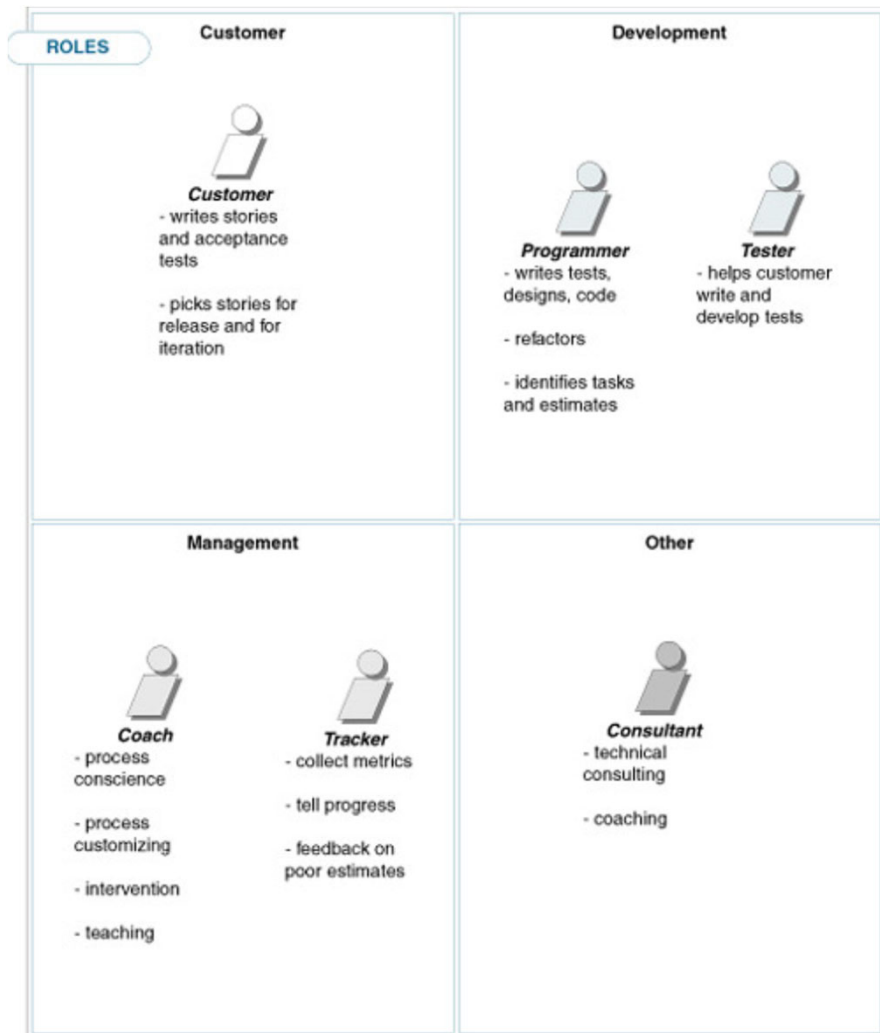 ROLES
Customer
Customer
- writes stories
and acceptance
tests
- picks stories for
release and for
iteration
Development
Programmer
- writes tests,
designs, code
- refactors
- identifies tasks
and estimates
Tester
- helps customer
write and
develop tests
Management
Coach
- process
conscience
- process
customizing
- intervention
- teaching
Tracker
- collect metrics
- tell progress
- feedback on
poor estimates
Other
Consultant
- technical
consulting
- coaching